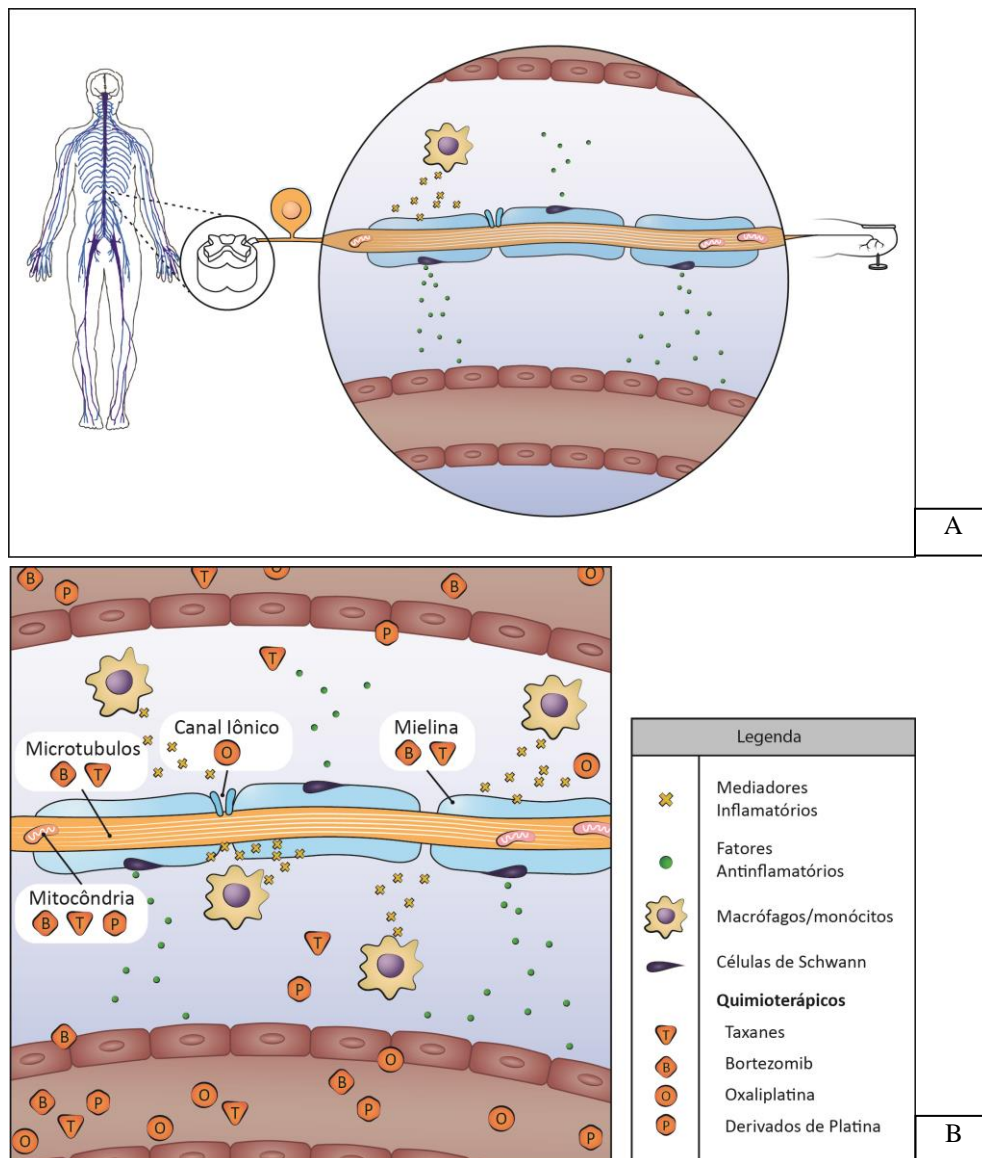 A
B
P
T
O
B
O
P
T
Canal Iônico
O
Mielina
B T
Microtubulos
B T
O
Mitocôndria
B T P
T
P
B
O
B
P
T
O
O
T
B
P
O
O
P
Legenda
Mediadores
Inflamatórios
Fatores
Antinflamatórios
Macrófagos/monócitos
Células de Schwann
Quimioterápicos
T Taxanes
B Bortezomib
O Oxaliplatina
P Derivados de Platina
B